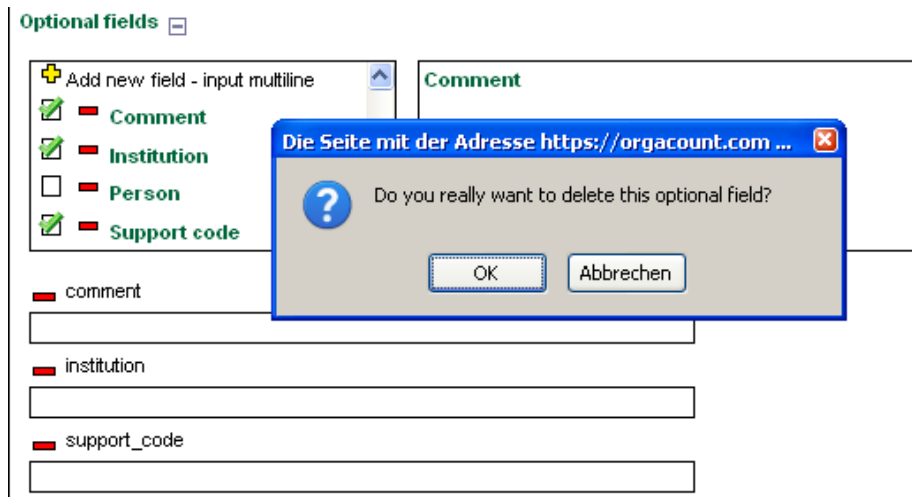 Optional fields
Add new field - input multiline
Comment
Institution
Person
Support code
Comment
Die Seite mit der Adresse https://orgacount.com ...
Do you really want to delete this optional field?
OK
Abbrechen
comment
institution
support_code